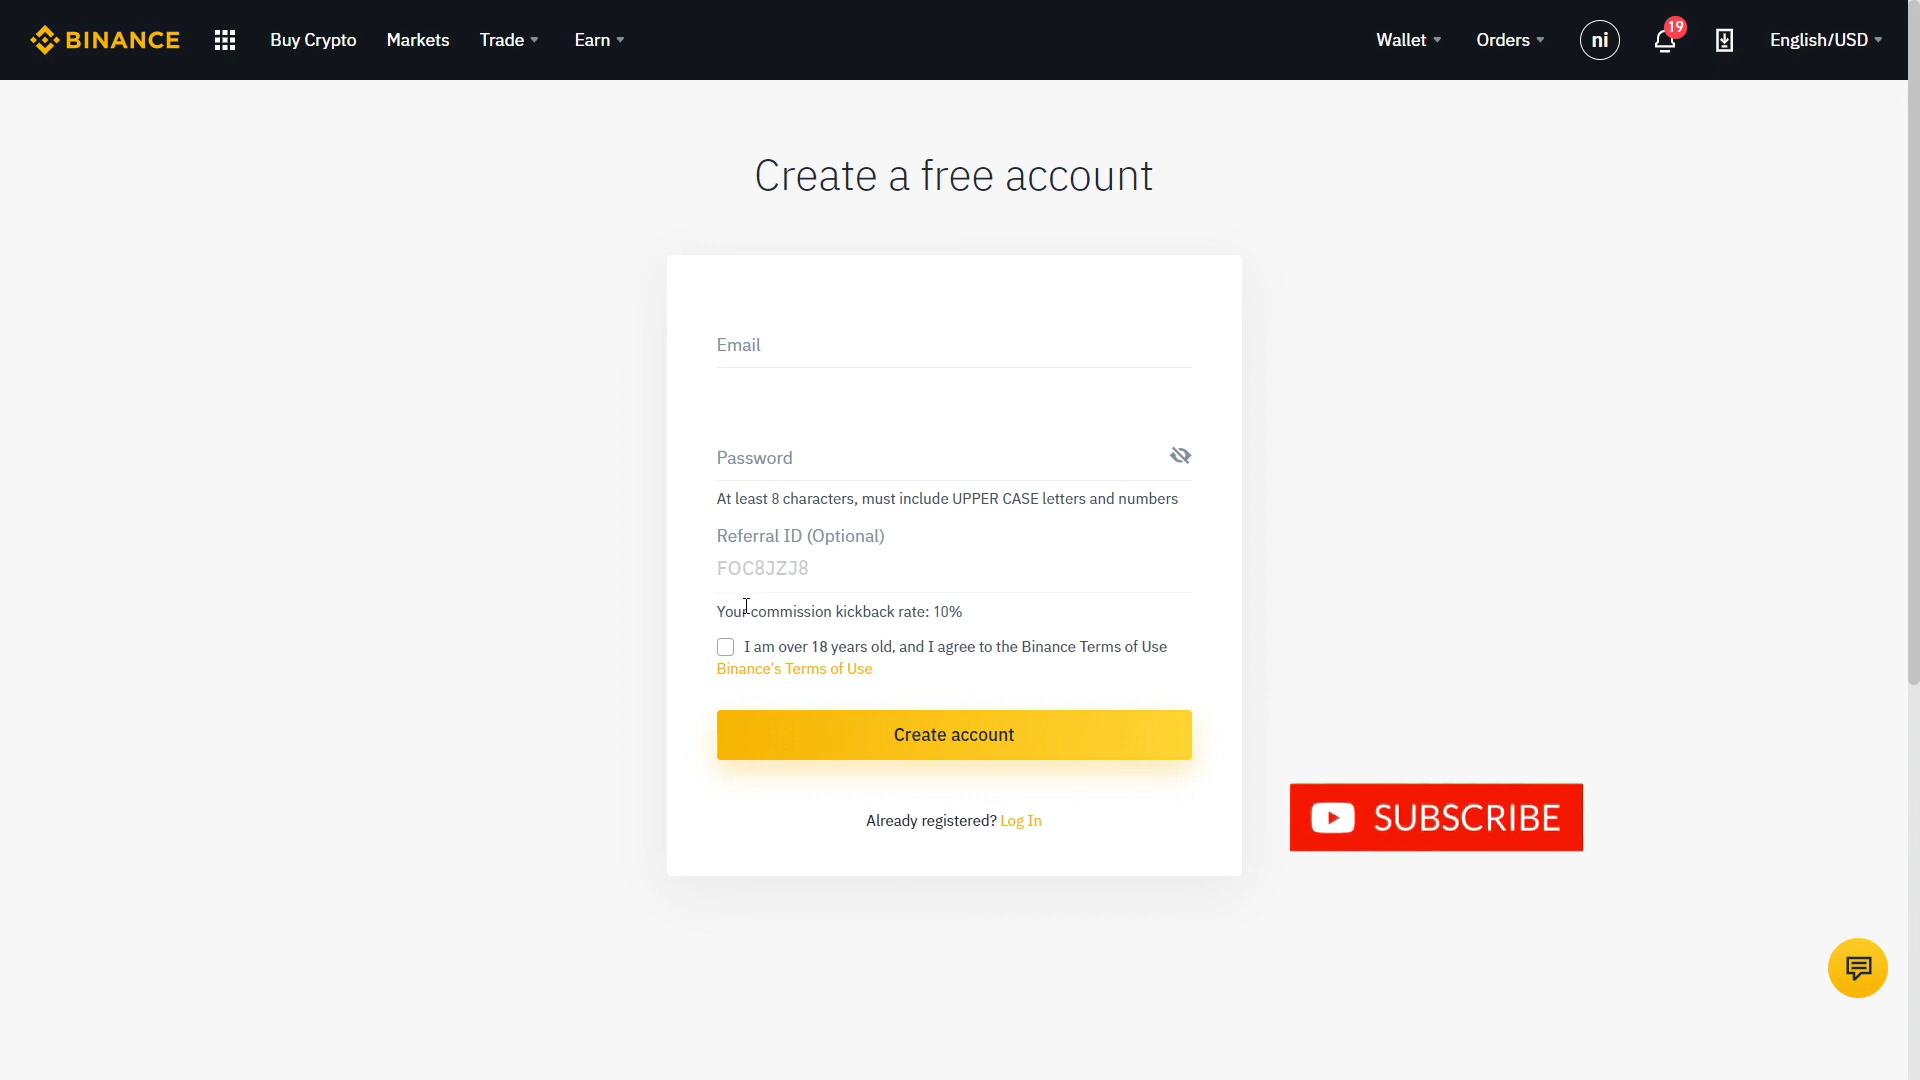 BINANCE
Buy Crypto
Markets
Trade
Earn
Wallet
Orders
ni
19
English/USD
Create a free account
Email
Password
At least 8 characters, must include UPPER CASE letters and numbers
Referral ID (Optional)
FOC8JZJ8
Your commission kickback rate: 10%
I am over 18 years old, and I agree to the Binance Terms of Use
Binance's Terms of Use
Create account
Already registered? Log In
SUBSCRIBE